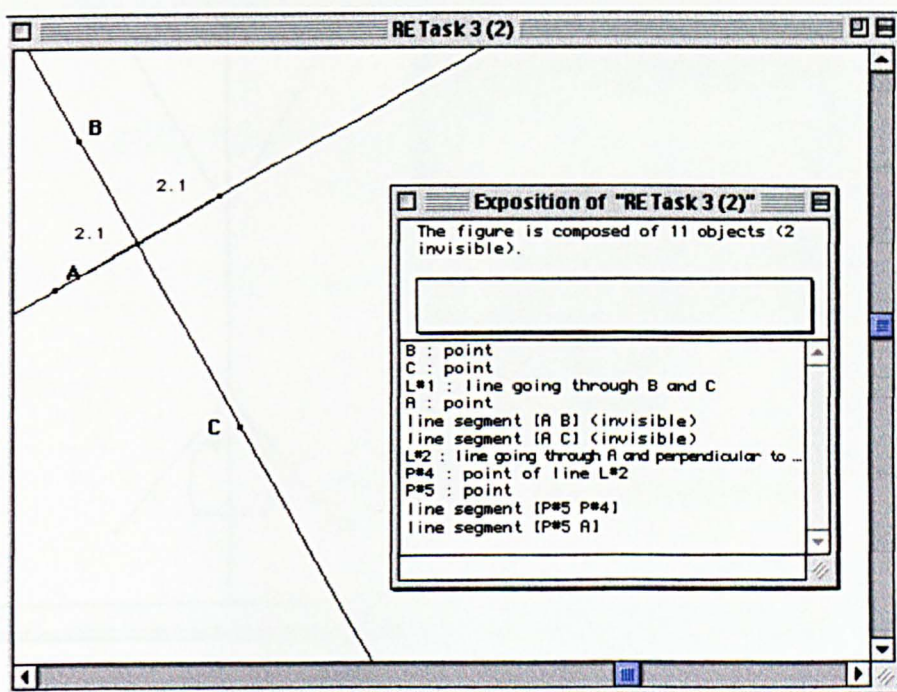 RE Task 3 (2)
B
2.1
2.1
A
C
Exposition of "RE Task 3 (2)"
The figure is composed of 11 objects (2
invisible).
B : point
C : point
L#1 : line going through B and C
A : point
line segment [A B] (invisible)
line segment [A C] (invisible)
L#2 : line going through A and perpendicular to ...
P#4 : point of line L#2
P#5 : point
line segment [P#5 P#4]
line segment [P#5 A]